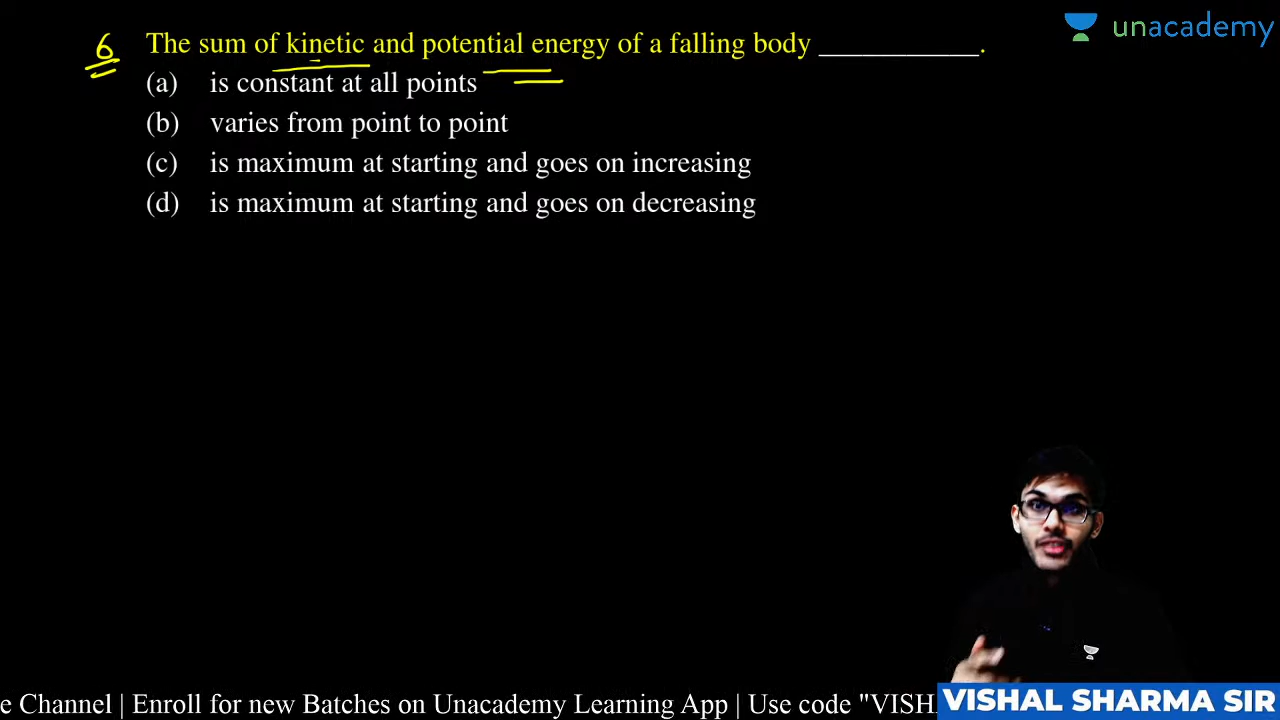 unacademy
6 The sum of kinetic and potential energy of a falling body ____________.
(a) is constant at all points
(b) varies from point to point
(c) is maximum at starting and goes on increasing
(d) is maximum at starting and goes on decreasing
e Channel | Enroll for new Batches on Unacademy Learning App | Use code "VISH
VISHAL SHARMA SIR